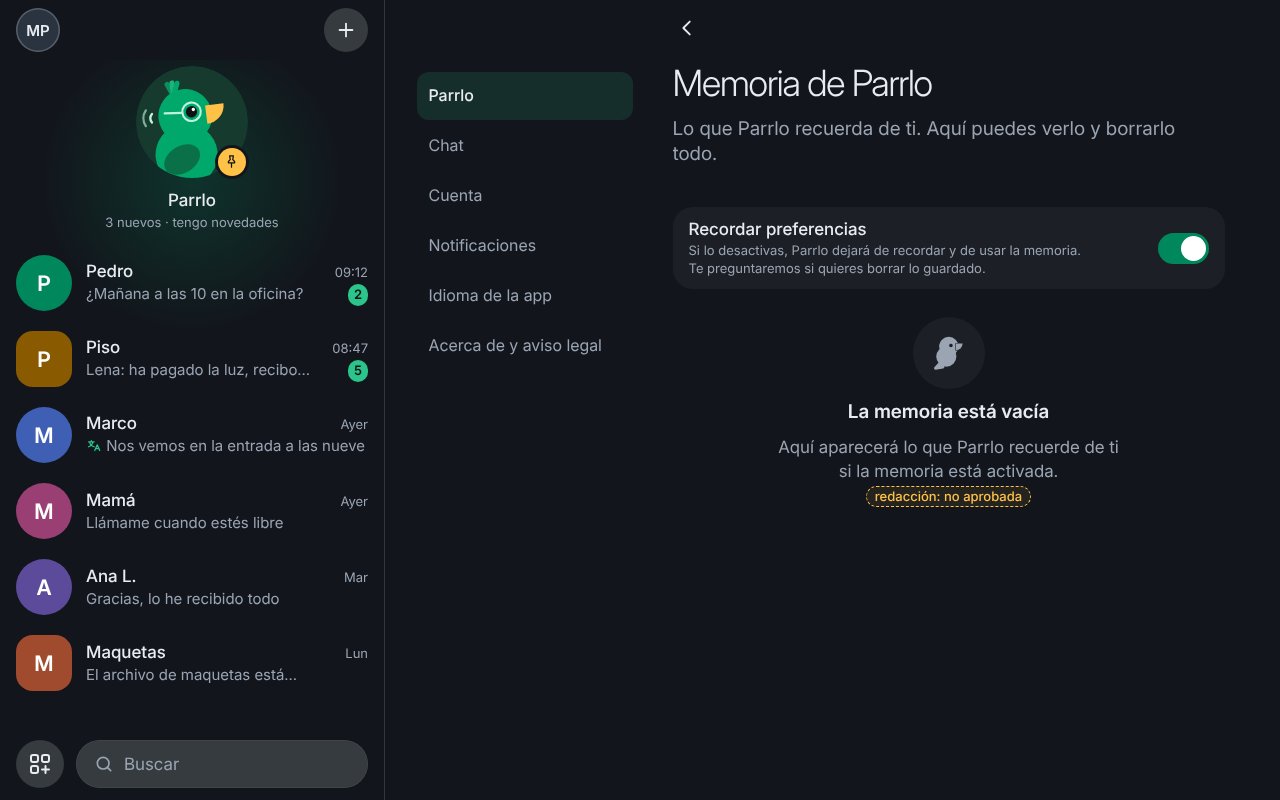 MP
Parrlo
3 nuevos · tengo novedades
Pedro
09:12
¿Mañana a las 10 en la oficina?
2
P
Piso
08:47
Lena: ha pagado la luz, recibo...
5
P
Marco
Ayer
Nos vemos en la entrada a las nueve
M
Mamá
Ayer
Llámame cuando estés libre
M
Ana L.
Mar
Gracias, lo he recibido todo
A
Maquetas
Lun
El archivo de maquetas está...
M
Buscar
Parrlo
Chat
Cuenta
Notificaciones
Idioma de la app
Acerca de y aviso legal
Memoria de Parrlo
Lo que Parrlo recuerda de ti. Aquí puedes verlo y borrarlo
todo.
Recordar preferencias
Si lo desactivas, Parrlo dejará de recordar y de usar la memoria.
Te preguntaremos si quieres borrar lo guardado.
La memoria está vacía
Aquí aparecerá lo que Parrlo recuerde de ti
si la memoria está activada.
redacción: no aprobada